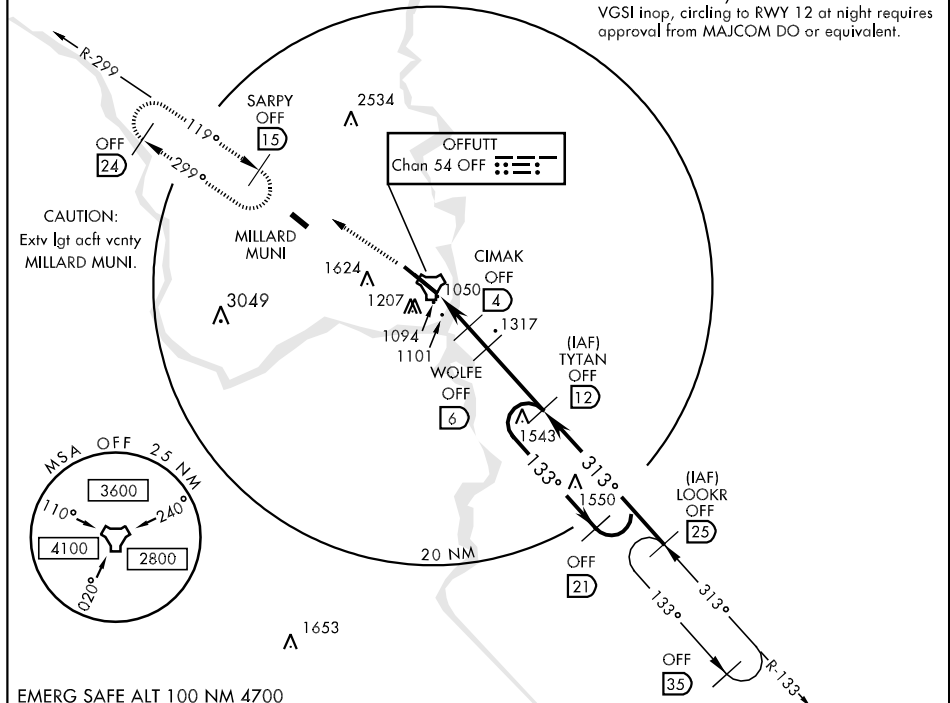 VGSI inop, circling to RWY 12 at night requires
approval from MAJCOM DO or equivalent.
R-299
SARPY
OFF
15
2534
119°
OFF
24
299°
OFFUTT
Chan 54 OFF
CAUTION:
Extv lgt acft vcnty
MILLARD MUNI.
MILLARD
MUNI
1624
CIMAK
OFF
4
1050
1207
3049
1317
1094
1101
WOLFE
OFF
6
(IAF)
TYTAN
OFF
12
1543
133°
313°
1550
(IAF)
LOOKR
OFF
25
MSA OFF 25 NM
3600
110°
240°
4100
2800
020°
20 NM
OFF
21
133°
313°
1653
OFF
35
R-133
EMERG SAFE ALT 100 NM 4700